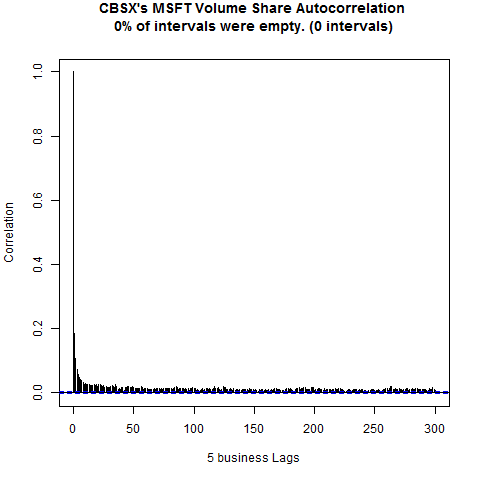 CBSX's MSFT Volume Share Autocorrelation
0% of intervals were empty. (0 intervals)
Correlation
1.0
0.8
0.6
0.4
0.2
0.0
0 50 100 150 200 250 300
5 business Lags